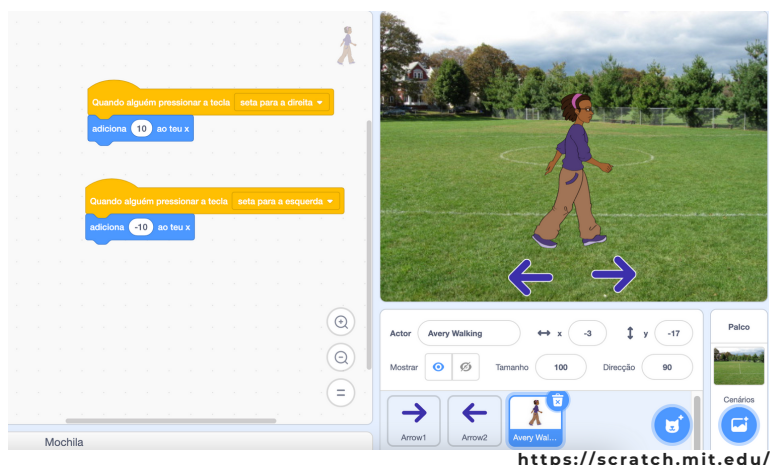 Quando alguém pressionar a tecla seta para a direita
adiciona 10 ao teu x
Quando alguém pressionar a tecla seta para a esquerda
adiciona -10 ao teu x
Mochila
Actor Avery Walking x -3 y -17
Mostrar Tamanho 100 Direcção 90
Arrow1 Arrow2 Avery Wal...
Palco
Cenários
https://scratch.mit.edu/